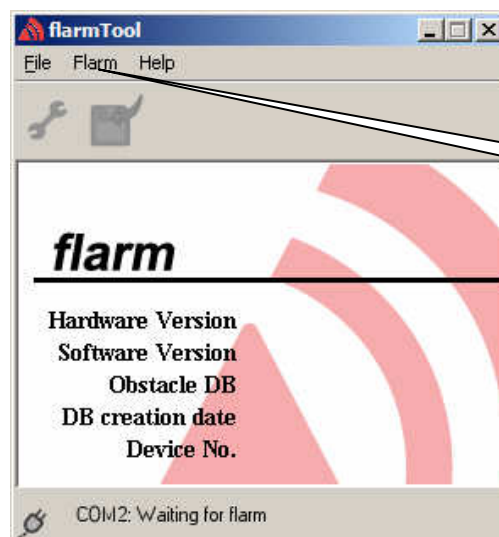 flarmTool
File Flarm Help
flarm
Hardware Version
Software Version
Obstacle DB
DB creation date
Device No.
COM2: Waiting for flarm